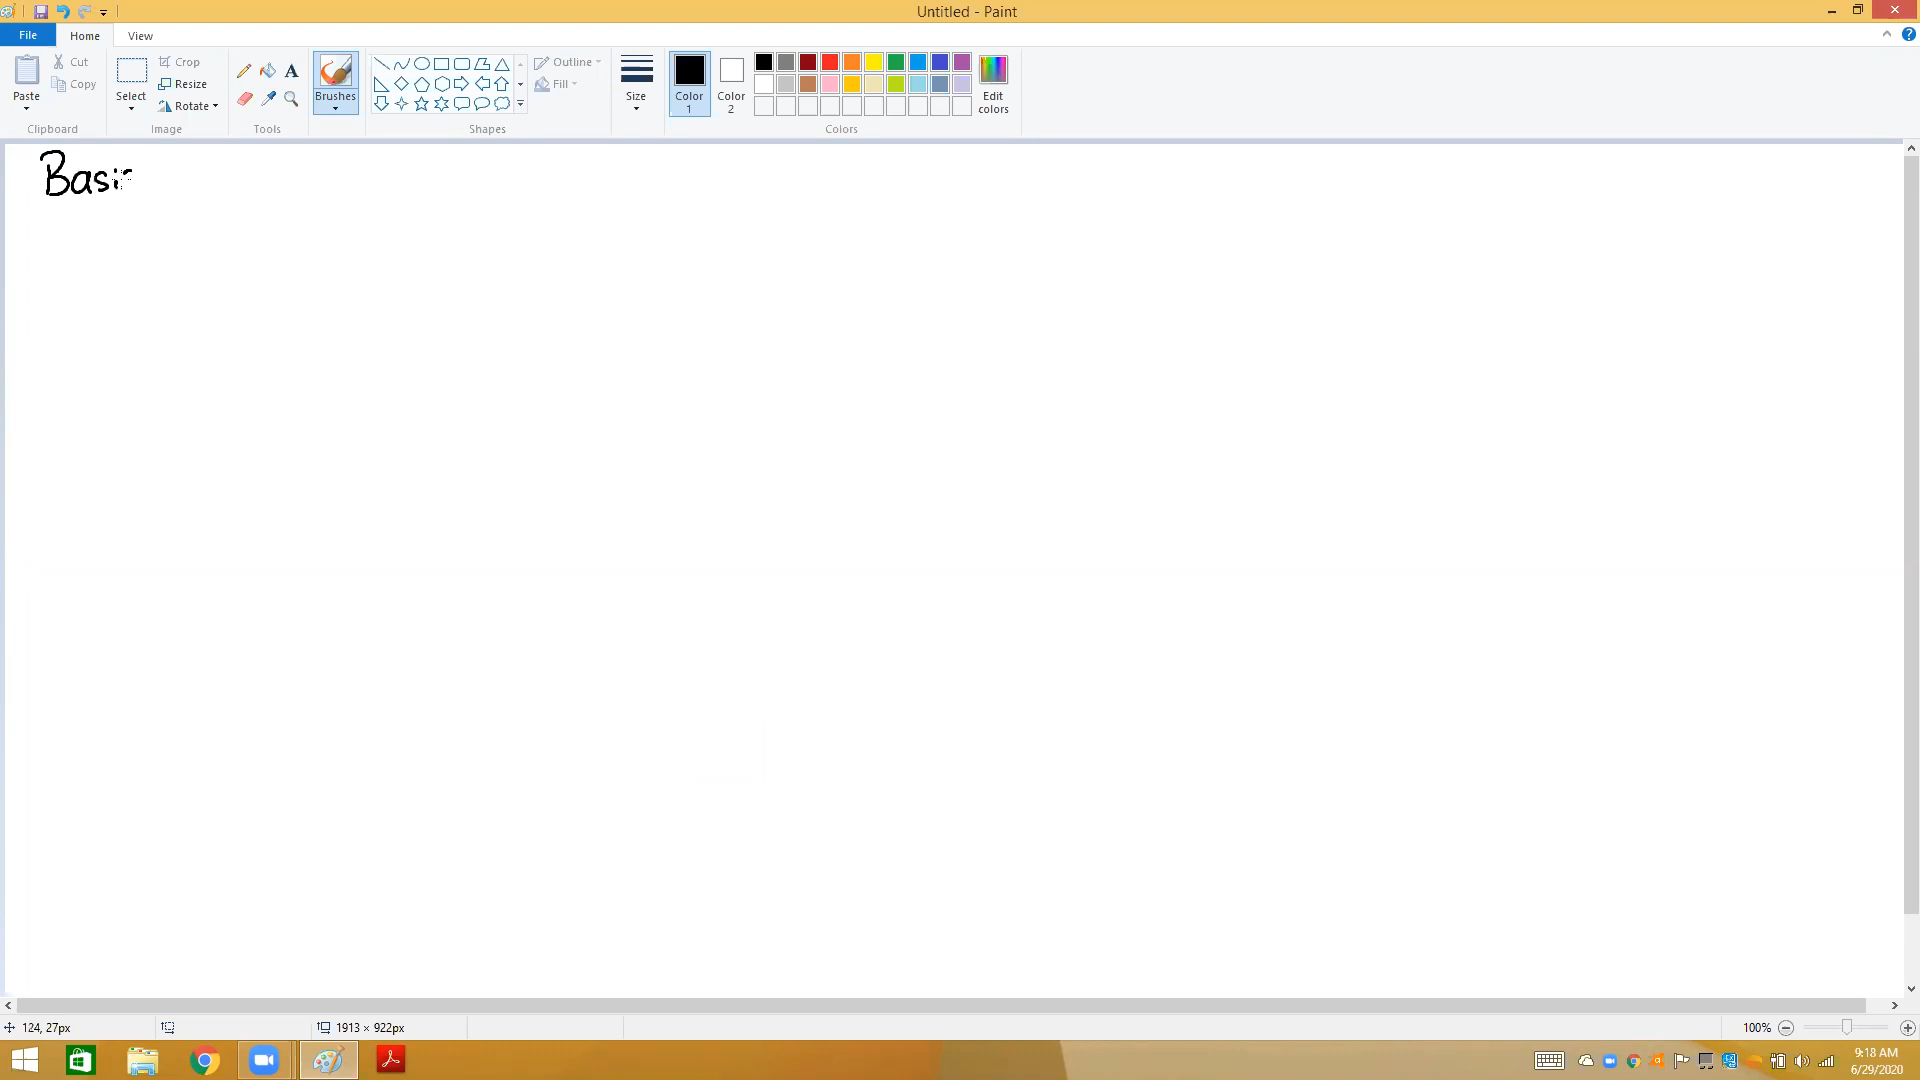 Untitled - Paint
File
Home
View
Paste
Cut
Copy
Clipboard
Select
Crop
Resize
Rotate
Image
A
Tools
Brushes
Shapes
Outline
Fill
Size
Color 1
Color 2
Edit colors
Colors
Basi
124, 27px
1913 × 922px
100%
9:18 AM
6/29/2020